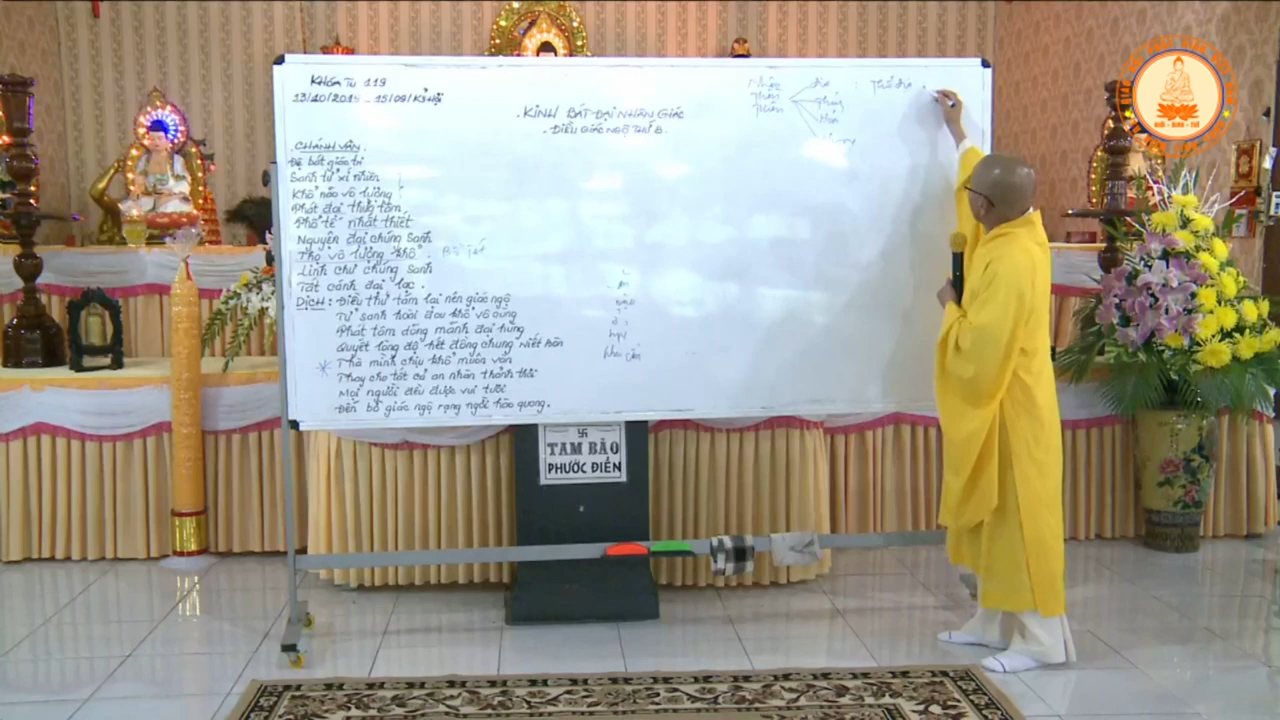 Khóa Tu 119
13/10/2019 - 15/09/Kỷ Hợi
. KINH BÁT ĐẠI NHÂN GIÁC
- ĐIỀU GIÁC NGỘ THỨ 8.
. CHÁNH VĂN.
Đệ bát giác tri
Sanh tử xí nhiên
Khổ não vô lượng
Phát đại thừa tâm,
Phổ tế nhất thiết
Nguyện đại chúng sanh
Thọ vô lượng khổ.
Linh chư chúng sanh
Tất cánh đại lạc.
DỊCH: Điều thứ tám lại nên giác ngộ
Tử sanh hoài đau khổ vô cùng
Phát tâm dõng mãnh đại hùng
Quyết lòng độ hết đồng chung Niết bàn
Thà mình chịu khổ muôn vàn
Thay cho tất cả an nhàn thảnh thơi
Mọi người đều được vui tươi
Đến bờ giác ngộ rạng ngời hào quang.
TAM BẢO
PHƯỚC ĐIỀN
GIỚI - ĐỊNH - TUỆ